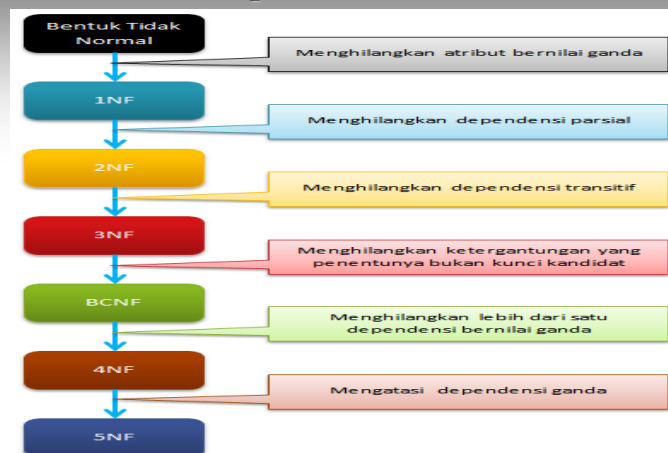 Bentuk Tidak
Normal
Menghilangkan atribut bernilai ganda
1NF
Menghilangkan dependensi parsial
2NF
Menghilangkan dependensi transitif
3NF
Menghilangkan ketergantungan yang
penentunya bukan kunci kandidat
BCNF
Menghilangkan lebih dari satu
dependensi bernilai ganda
4NF
Mengatasi dependensi ganda
5NF